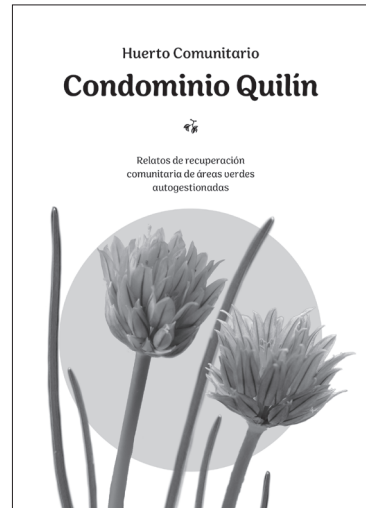 Huerto Comunitario
Condominio Quilín
Relatos de recuperación
comunitaria de áreas verdes
autogestionadas